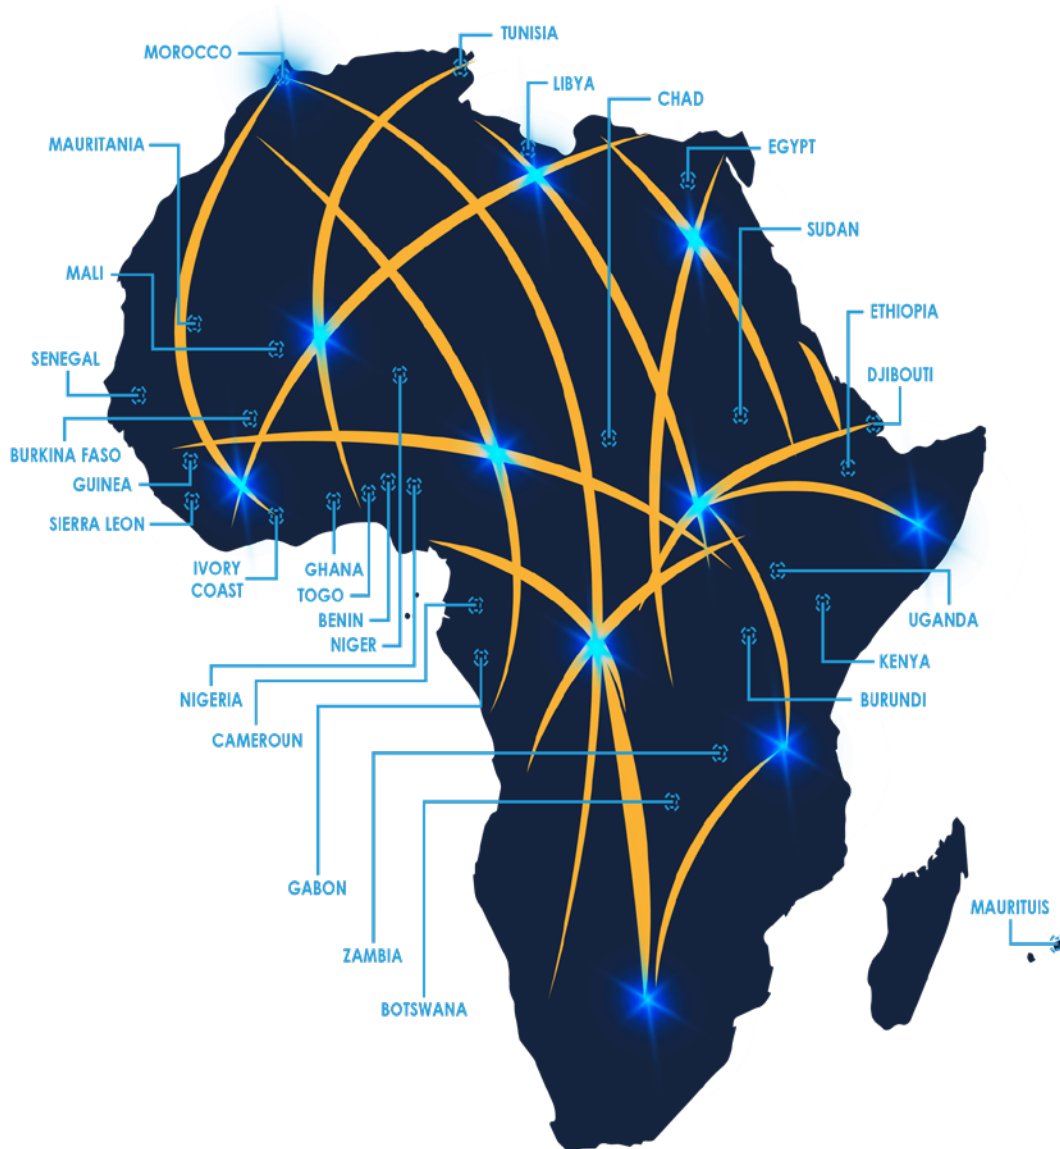 TUNISIA
MOROCCO
LIBYA
CHAD
MAURITANIA
EGYPT
SUDAN
MALI
ETHIOPIA
SENEGAL
DJIBOUTI
BURKINA FASO
GUINEA
SIERRA LEON
IVORY
COAST
GHANA
TOGO
BENIN
NIGER
UGANDA
KENYA
NIGERIA
BURUNDI
CAMEROUN
GABON
MAURITUIS
ZAMBIA
BOTSWANA